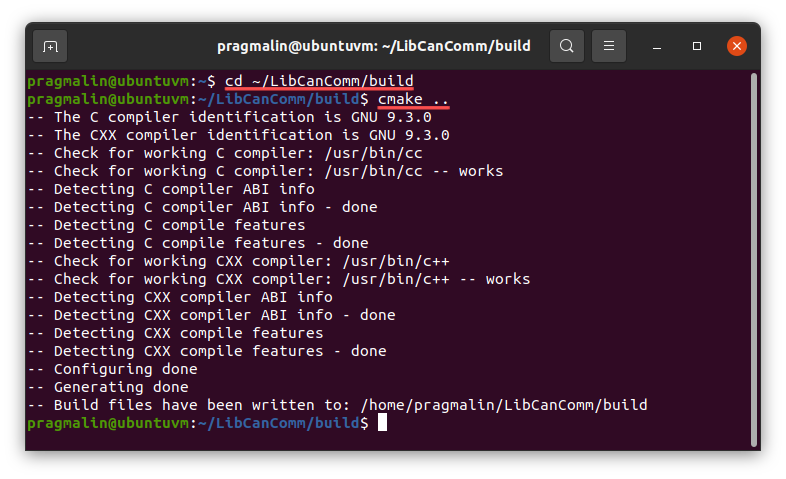 pragmalin@ubuntuvm: ~/LibCanComm/build
pragmalin@ubuntuvm:~$ cd ~/LibCanComm/build
pragmalin@ubuntuvm:~/LibCanComm/build$ cmake ..
-- The C compiler identification is GNU 9.3.0
-- The CXX compiler identification is GNU 9.3.0
-- Check for working C compiler: /usr/bin/cc
-- Check for working C compiler: /usr/bin/cc -- works
-- Detecting C compiler ABI info
-- Detecting C compiler ABI info - done
-- Detecting C compile features
-- Detecting C compile features - done
-- Check for working CXX compiler: /usr/bin/c++
-- Check for working CXX compiler: /usr/bin/c++ -- works
-- Detecting CXX compiler ABI info
-- Detecting CXX compiler ABI info - done
-- Detecting CXX compile features
-- Detecting CXX compile features - done
-- Configuring done
-- Generating done
-- Build files have been written to: /home/pragmalin/LibCanComm/build
pragmalin@ubuntuvm:~/LibCanComm/build$